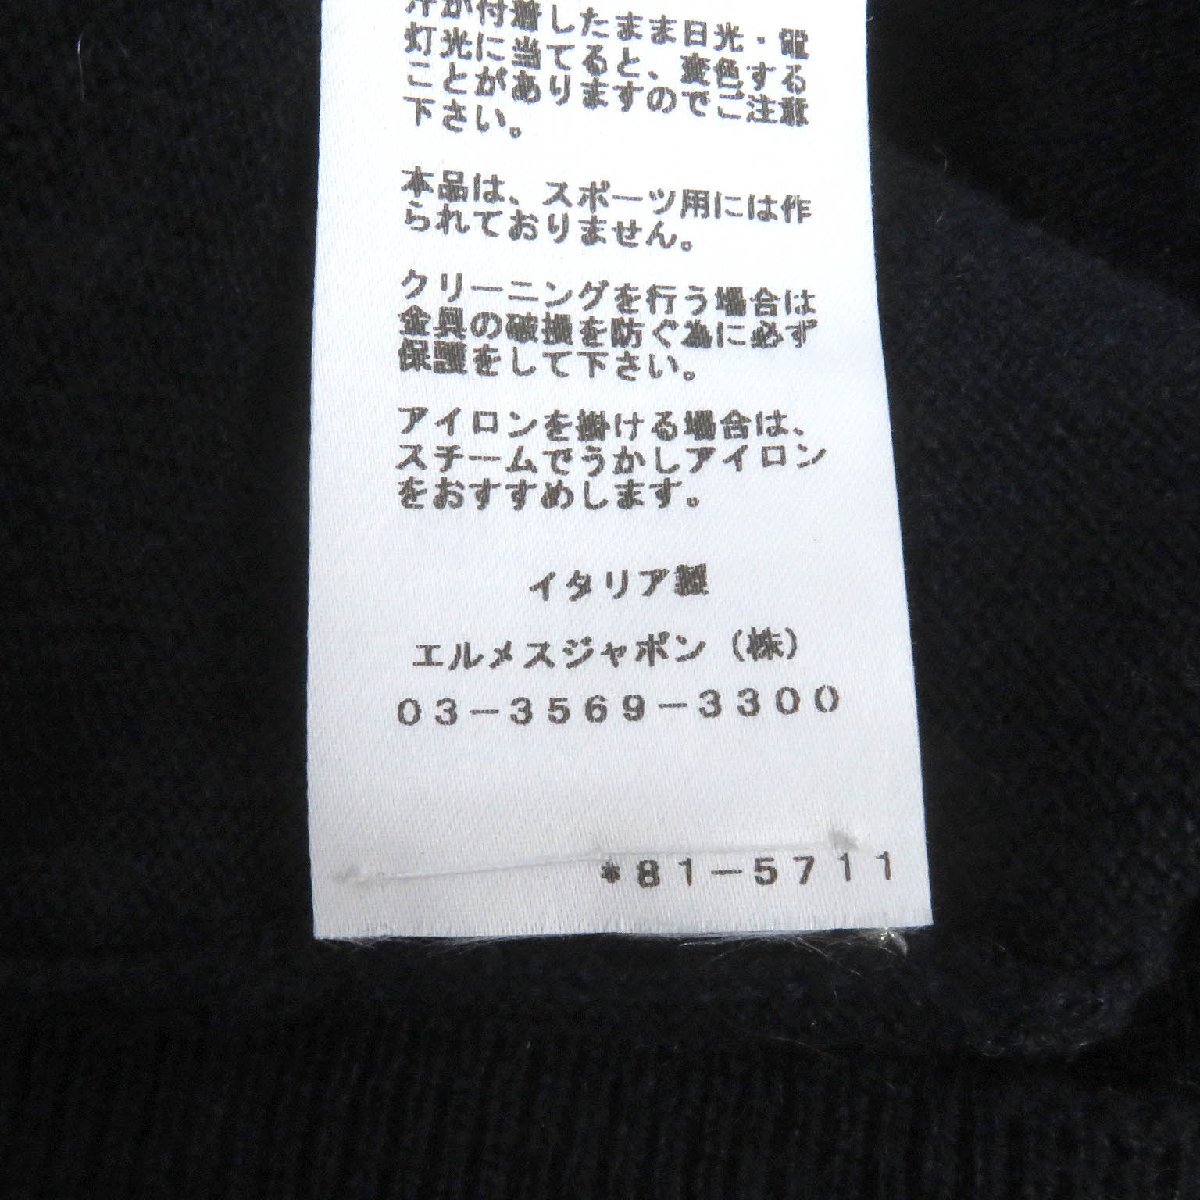 汗が付着したまま日光・電
灯光に当てると、変色する
ことがありますのでご注意
下さい。
本品は、スポーツ用には作
られておりません。
クリーニングを行う場合は
金具の破損を防ぐ為に必ず
保護をして下さい。
アイロンを掛ける場合は、
スチームでうかしアイロン
をおすすめします。
イタリア製
エルメスジャポン（株）
03-3569-3300
*81-5711